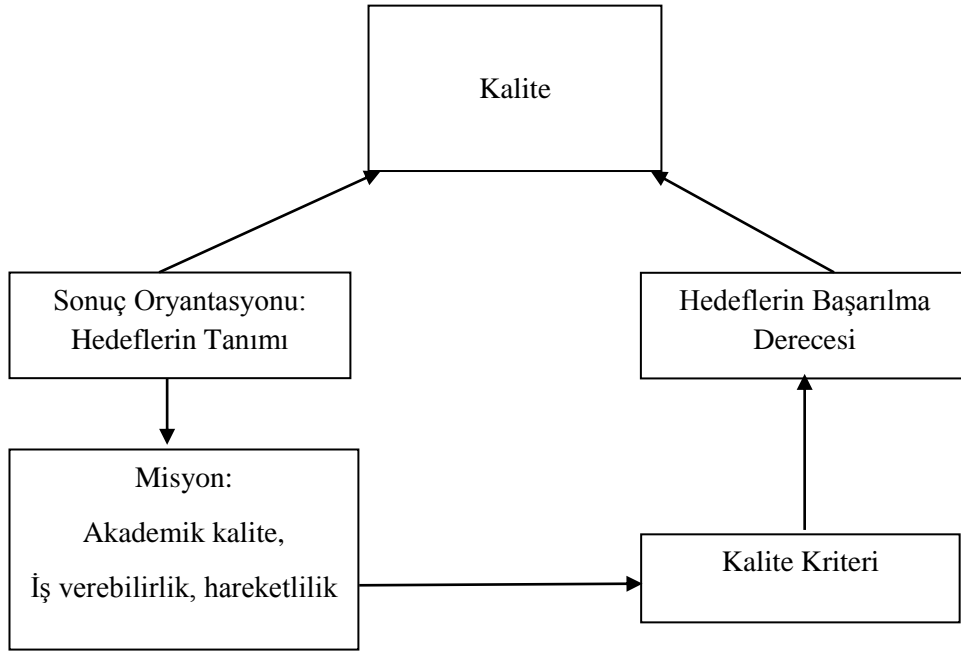 Kalite
Sonuç Oryantasyonu:
Hedeflerin Tanımı
Hedeflerin Başarılma
Derecesi
Misyon:
Akademik kalite,
İş verebilirlik, hareketlilik
Kalite Kriteri